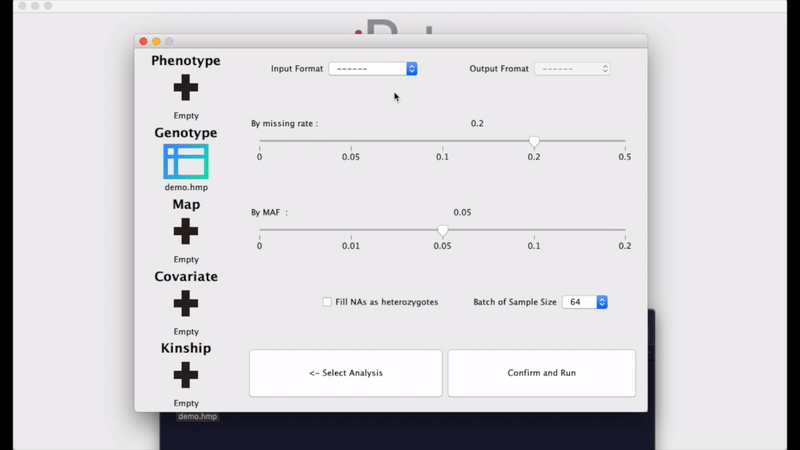 Phenotype
Empty
Genotype
demo.hmp
Map
Empty
Covariate
Empty
Kinship
Empty
demo.hmp
Input Format
------
Output Fromat
------
By missing rate :
0.2
0
0.05
0.1
0.2
0.5
By MAF :
0.05
0
0.01
0.05
0.1
0.2
Fill NAs as heterozygotes
Batch of Sample Size
64
<- Select Analysis
Confirm and Run